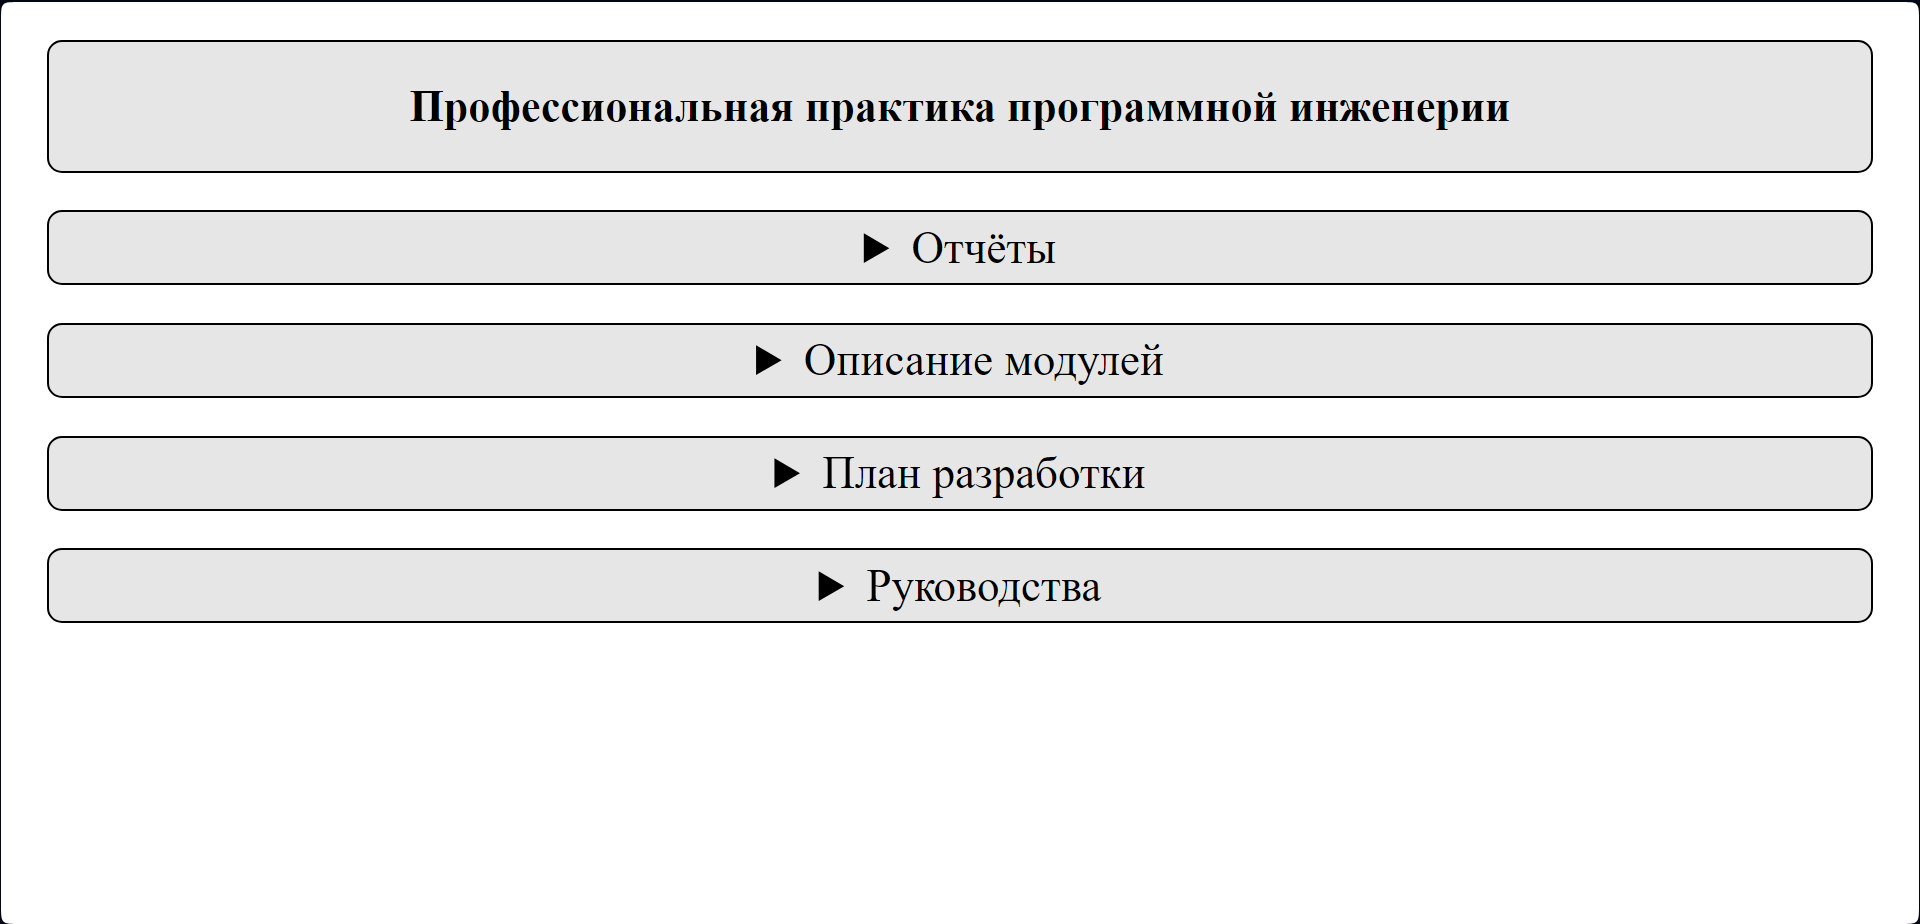 Профессиональная практика программной инженерии
Отчёты
Описание модулей
План разработки
Руководства